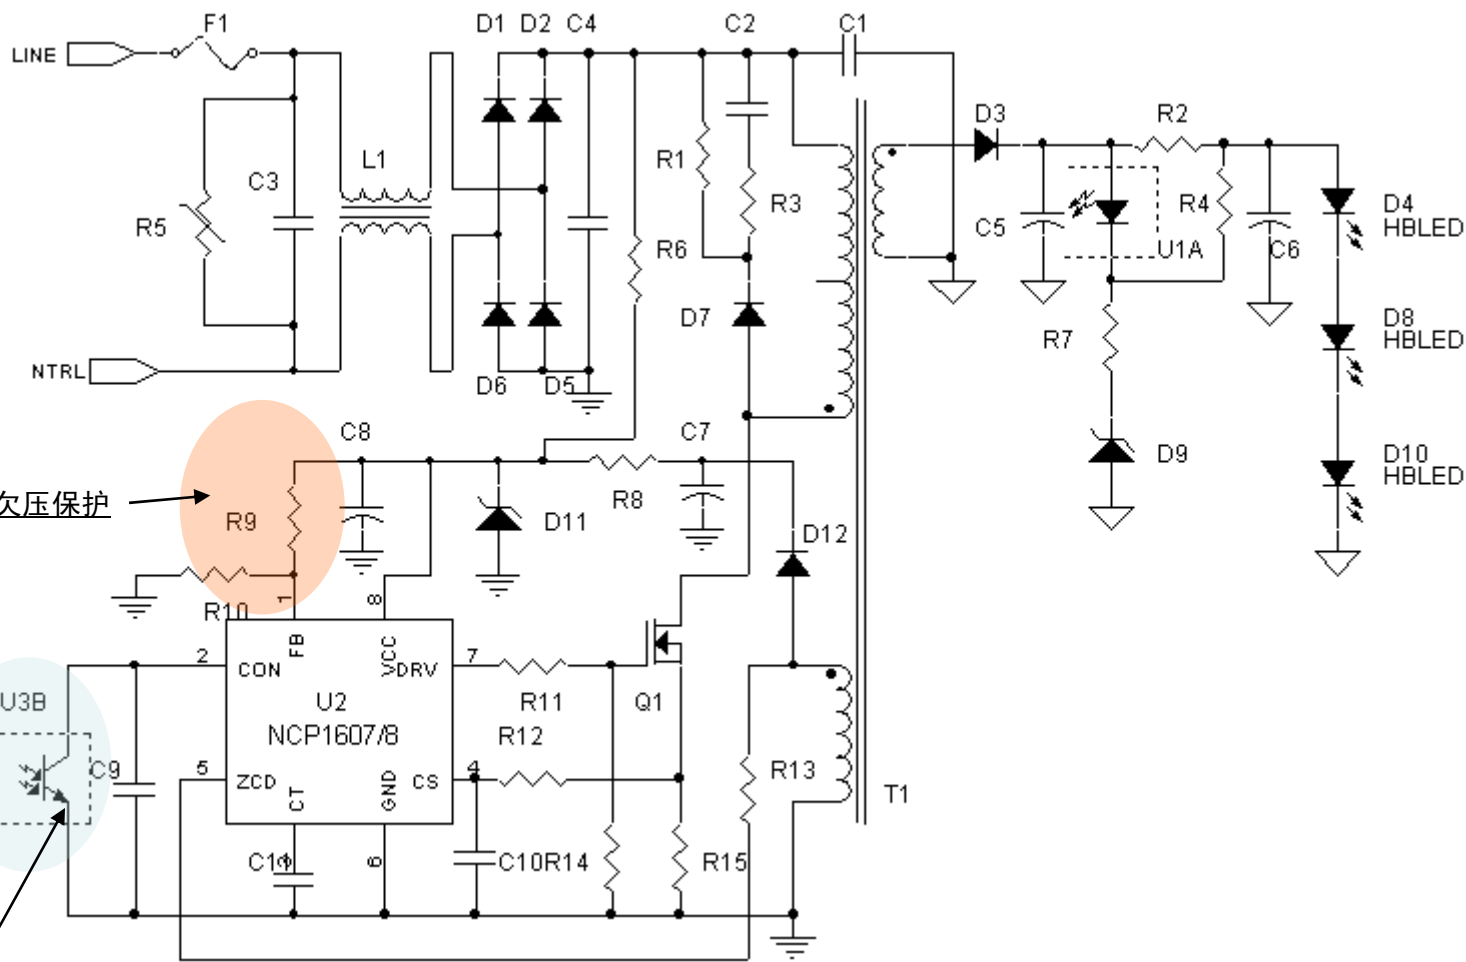 F1
D1 D2 C4
C2
C1
LINE
D3
R2
L1
R1
C3
R3
R4
D4
HBLED
R5
C5
R6
U1A
C6
D7
D8
HBLED
R7
NTRL
D6
D5
C8
C7
D9
D10
HBLED
欠压保护
R9
R8
D11
D12
R10
1
8
FB
VCC
2
CON
DRV
7
U3B
U2
R11
Q1
NCP1607/8
R12
C9
5
ZCD
CT
GND
CS
4
R13
T1
3
6
C10
R14
R15